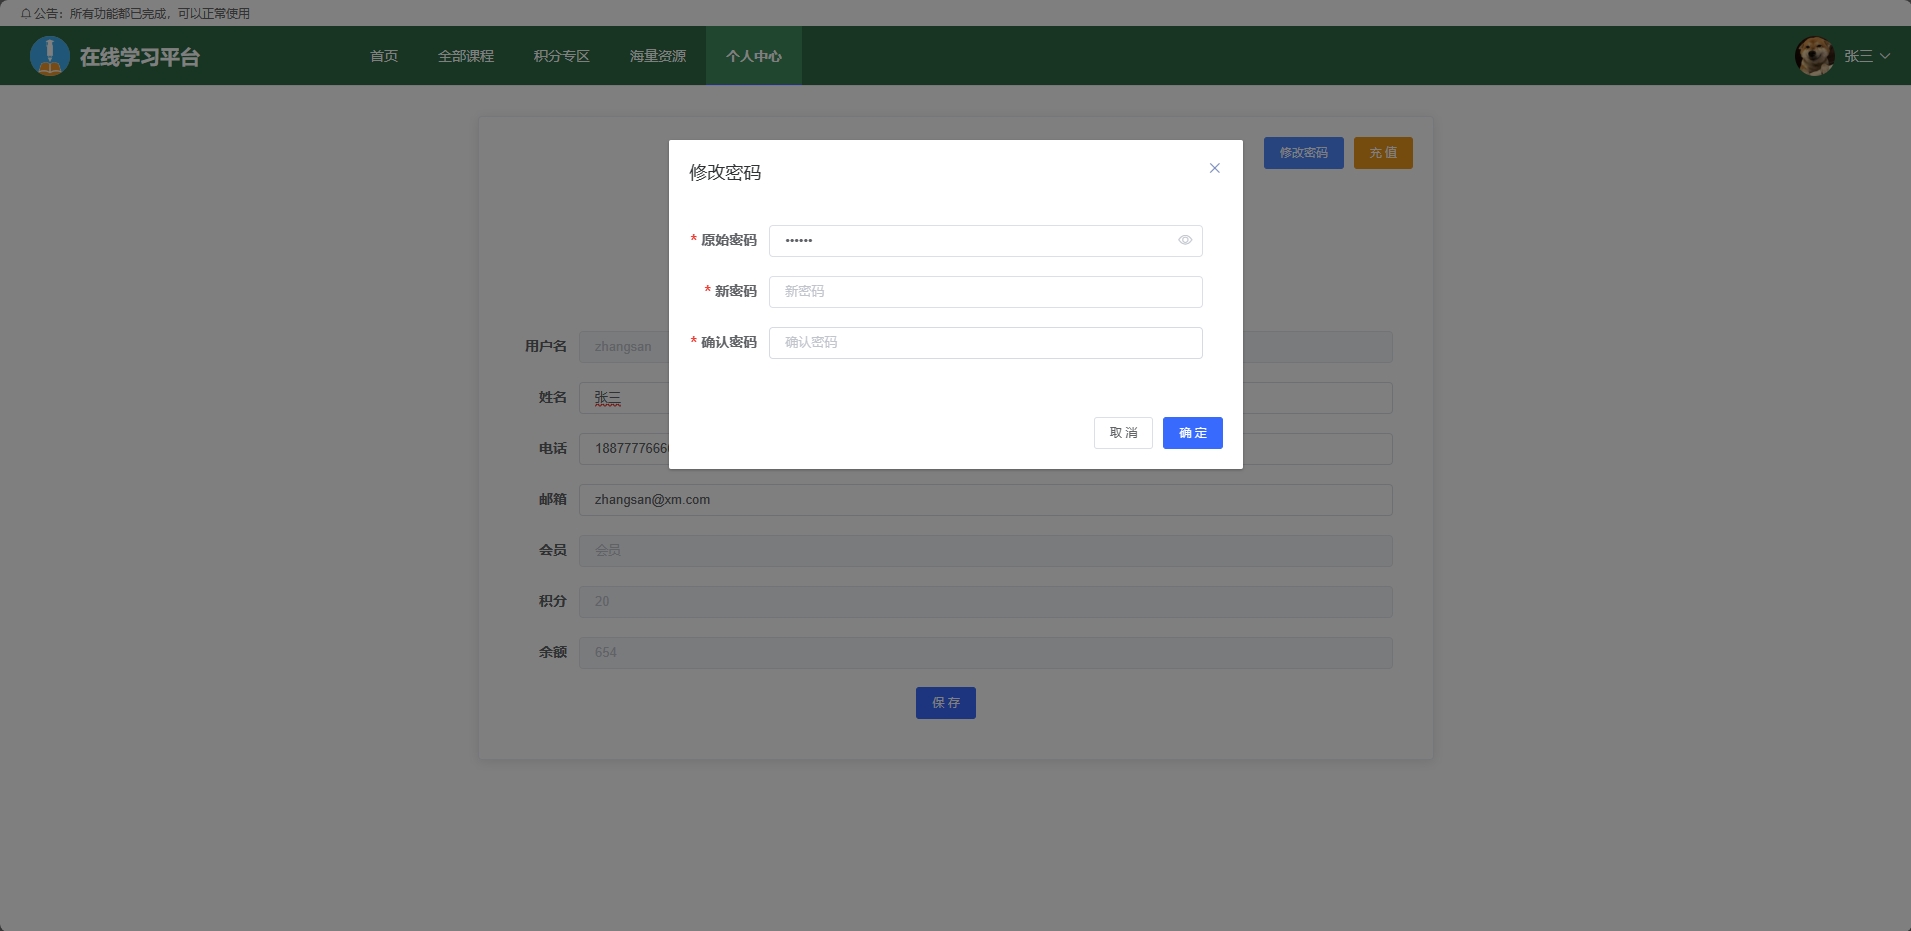 公告：所有功能都已完成，可以正常使用
在线学习平台
首页 全部课程 积分专区 海量资源 个人中心
张三
修改密码 充 值
修改密码
* 原始密码 ••••••
* 新密码 新密码
* 确认密码 确认密码
取 消 确 定
用户名 zhangsan
姓名 张三
电话 1887777666
邮箱 zhangsan@xm.com
会员 会员
积分 20
余额 654
保 存